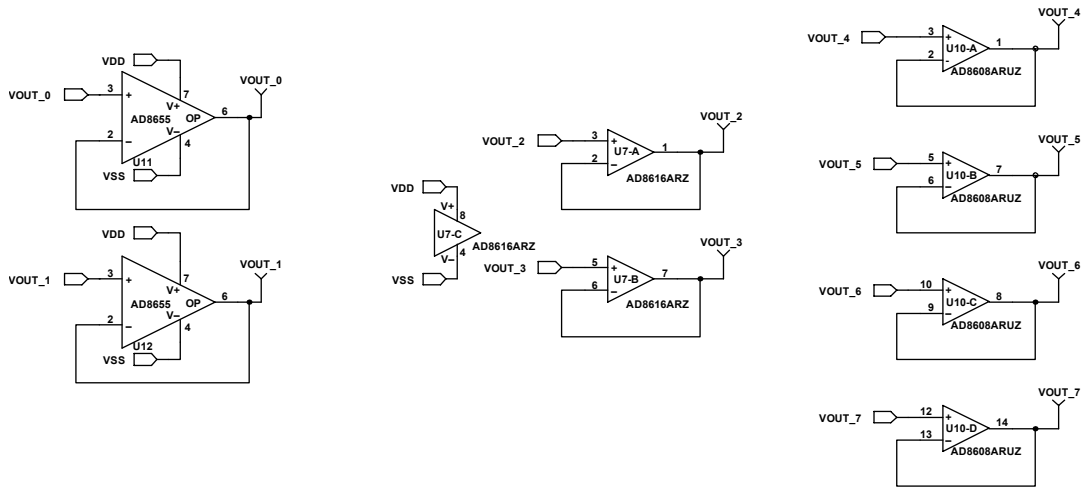 VDD
7
VOUT_0
VOUT_0
3
+
V+
AD8655
OP
6
V–
2
–
4
U11
VSS
VDD
7
VOUT_1
VOUT_1
3
+
V+
AD8655
OP
6
V–
2
–
4
U12
VSS
VDD
V+
8
U7-C
AD8616ARZ
V–
4
VSS
VOUT_2
VOUT_2
3
+
U7-A
1
2
–
AD8616ARZ
VOUT_3
VOUT_3
5
+
U7-B
7
6
–
AD8616ARZ
VOUT_4
VOUT_4
3
+
U10-A
1
2
-
AD8608ARUZ
VOUT_5
VOUT_5
5
+
U10-B
7
6
–
AD8608ARUZ
VOUT_6
VOUT_6
10
+
U10-C
8
9
–
AD8608ARUZ
VOUT_7
VOUT_7
12
+
U10-D
14
13
–
AD8608ARUZ